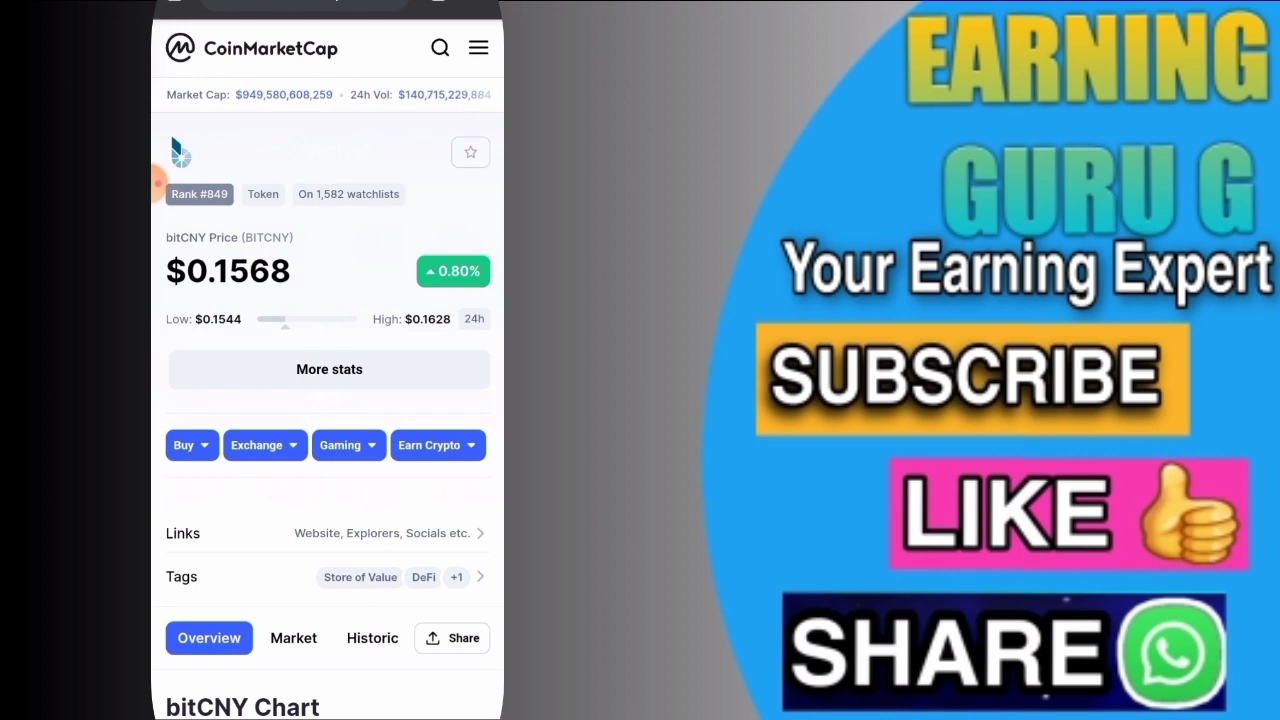 CoinMarketCap
Market Cap: $949,580,608,259 • 24h Vol: $140,715,229,884
Rank #849 Token On 1,582 watchlists
bitCNY Price (BITCNY)
$0.1568 0.80%
Low: $0.1544 High: $0.1628 24h
More stats
Buy Exchange Gaming Earn Crypto
Links Website, Explorers, Socials etc.
Tags Store of Value DeFi +1
Overview Market Historic Share
bitCNY Chart
EARNING
GURU G
Your Earning Expert
SUBSCRIBE
LIKE
SHARE